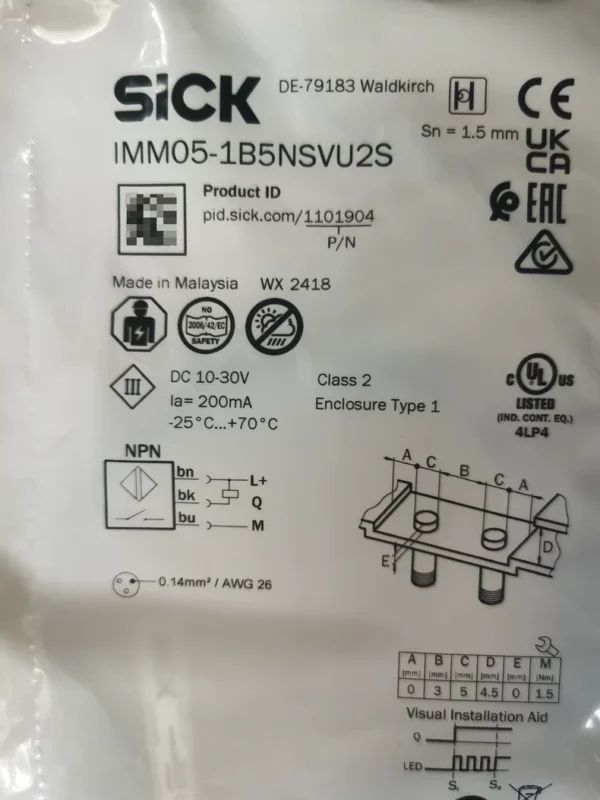 SICK
DE-79183 Waldkirch
CE
Sn = 1.5 mm
UK
CA
IMM05-1B5NSVU2S
Product ID
pid.sick.com/1101904
P/N
EAC
Made in Malaysia WX 2418
NO
2006/42/EC
SAFETY
III
DC 10-30V
Ia= 200mA
-25°C...+70°C
Class 2
Enclosure Type 1
C UL US
LISTED
(IND. CONT. EQ.)
4LP4
NPN
bn L+
bk Q
bu M
0.14mm² / AWG 26
A C B C A
D
E
A B C D E M
[mm] [mm] [mm] [mm] [mm] [Nm]
0 3 5 4.5 0 1.5
Visual Installation Aid
Q
LED